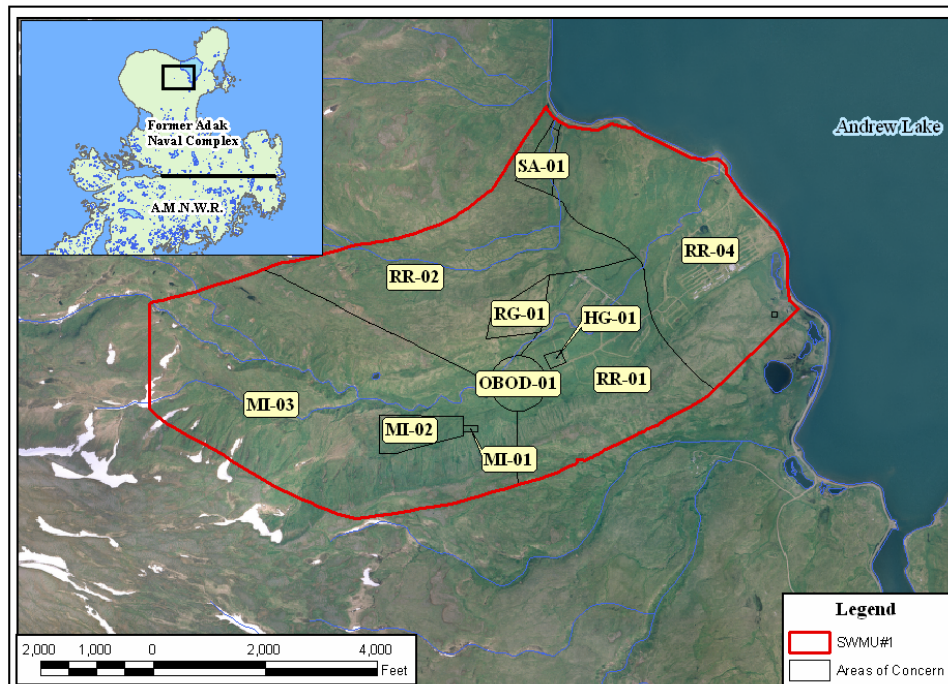 Former Adak
Naval Complex
A.M.N.W.R.
Andrew Lake
SA-01
RR-04
RR-02
RG-01
HG-01
OBOD-01
RR-01
MI-03
MI-02
MI-01
Legend
SWMU#1
Areas of Concern
2,000 1,000 0 2,000 4,000
Feet